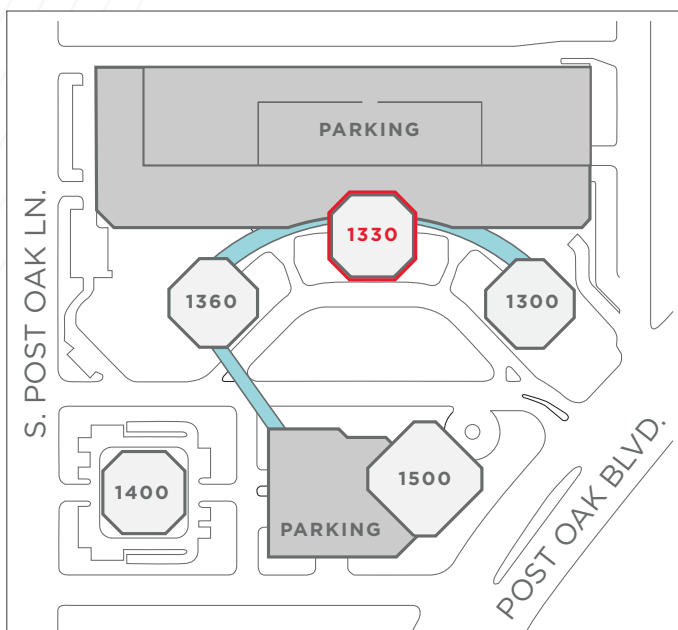 PARKING
1330
1360
1300
S. POST OAK LN.
1400
1500
PARKING
POST OAK BLVD.